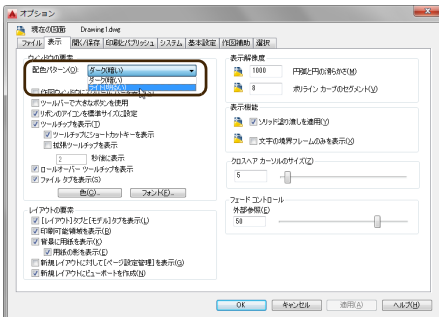 オプション
現在の図面 Drawing1.dwg
ファイル 表示 開く/保存 印刷とパブリッシュ システム 基本設定 作図補助 選択
ウィンドウの要素
配色パターン(O): ダーク(暗い)
ダーク(暗い)
ライト(明るい)
ツールバーで大きなボタンを使用
リボンのアイコンを標準サイズに設定
ツールチップを表示(T)
ツールチップにショートカットキーを表示
拡張ツールチップを表示
2 秒後に表示
ロールオーバー ツールチップを表示
ファイル タブを表示(S)
色(C)... フォント(F)...
レイアウトの要素
[レイアウト]タブと[モデル]タブを表示(L)
印刷可能領域を表示(B)
背景に用紙を表示(K)
用紙の影を表示(E)
新規レイアウトに対して[ページ設定管理]を表示(G)
新規レイアウトにビューポートを作成(N)
表示解像度
1000 円弧と円の滑らかさ(M)
8 ポリライン カーブのセグメント(V)
表示機能
ソリッド塗り潰しを適用(Y)
文字の境界フレームのみを表示(X)
クロスヘア カーソルのサイズ(Z)
5
フェード コントロール
外部参照(E)
50
OK キャンセル 適用(A) ヘルプ(H)